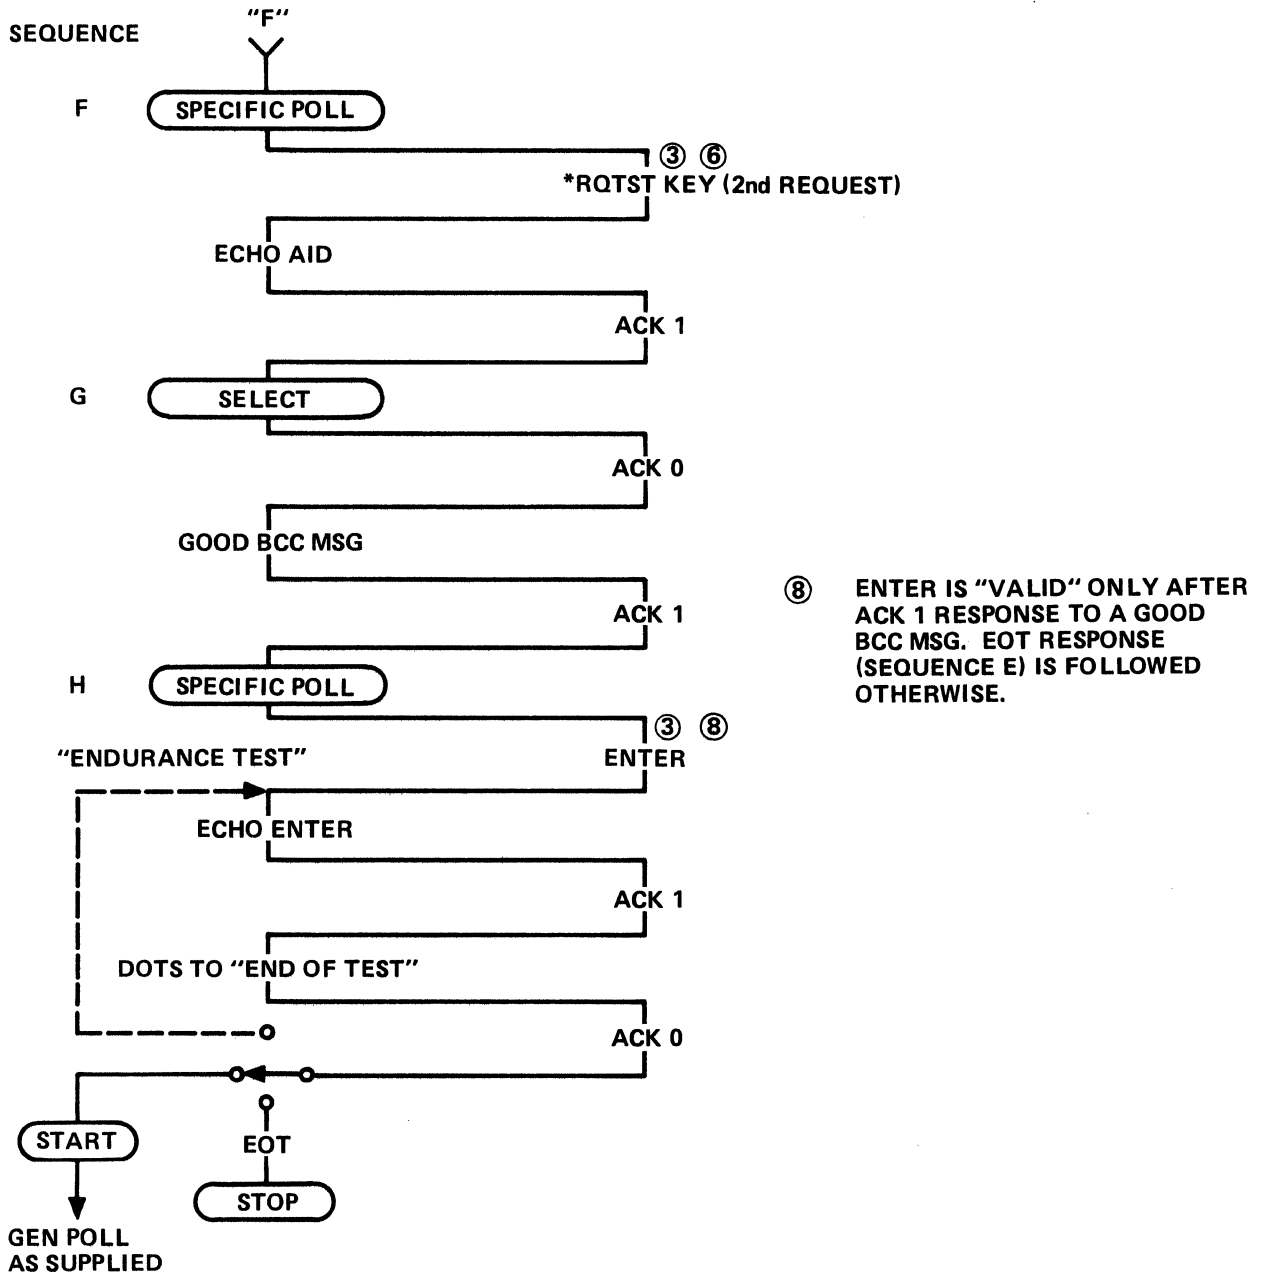 "F"
SEQUENCE
F SPECIFIC POLL
③ ⑥
*RQTST KEY (2nd REQUEST)
ECHO AID
ACK 1
G SELECT
ACK 0
GOOD BCC MSG
ACK 1
⑧ ENTER IS "VALID" ONLY AFTER
ACK 1 RESPONSE TO A GOOD
BCC MSG. EOT RESPONSE
(SEQUENCE E) IS FOLLOWED
OTHERWISE.
H SPECIFIC POLL
③ ⑧
"ENDURANCE TEST" ENTER
ECHO ENTER
ACK 1
DOTS TO "END OF TEST"
ACK 0
START
EOT
STOP
GEN POLL
AS SUPPLIED